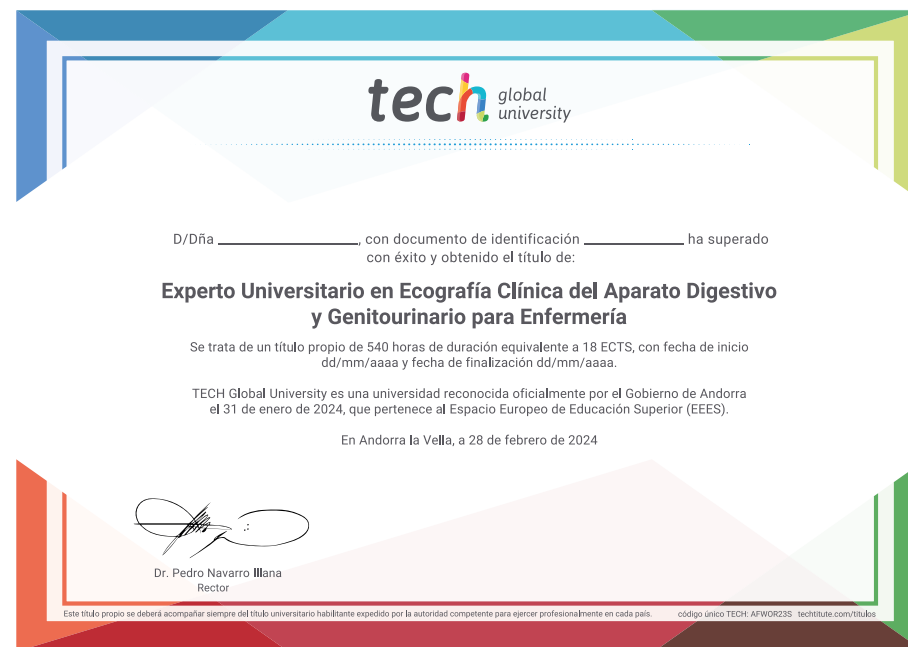 tech global university
D/Dña ____________________, con documento de identificación ______________ ha superado
con éxito y obtenido el título de:
Experto Universitario en Ecografía Clínica del Aparato Digestivo
y Genitourinario para Enfermería
Se trata de un título propio de 540 horas de duración equivalente a 18 ECTS, con fecha de inicio
dd/mm/aaaa y fecha de finalización dd/mm/aaaa.
TECH Global University es una universidad reconocida oficialmente por el Gobierno de Andorra
el 31 de enero de 2024, que pertenece al Espacio Europeo de Educación Superior (EEES).
En Andorra la Vella, a 28 de febrero de 2024
Dr. Pedro Navarro Illana
Rector
Este título propio se deberá acompañar siempre del título universitario habilitante expedido por la autoridad competente para ejercer profesionalmente en cada país. código único TECH: AFWOR23S techtitute.com/titulos